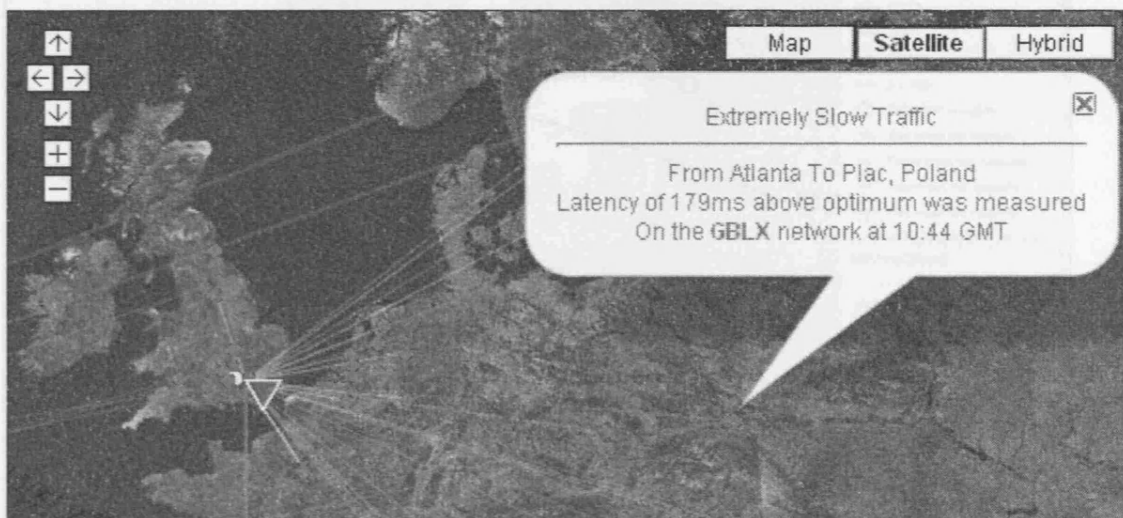 Map Satellite Hybrid
Extremely Slow Traffic
From Atlanta To Plac, Poland
Latency of 179ms above optimum was measured
On the GBLX network at 10:44 GMT